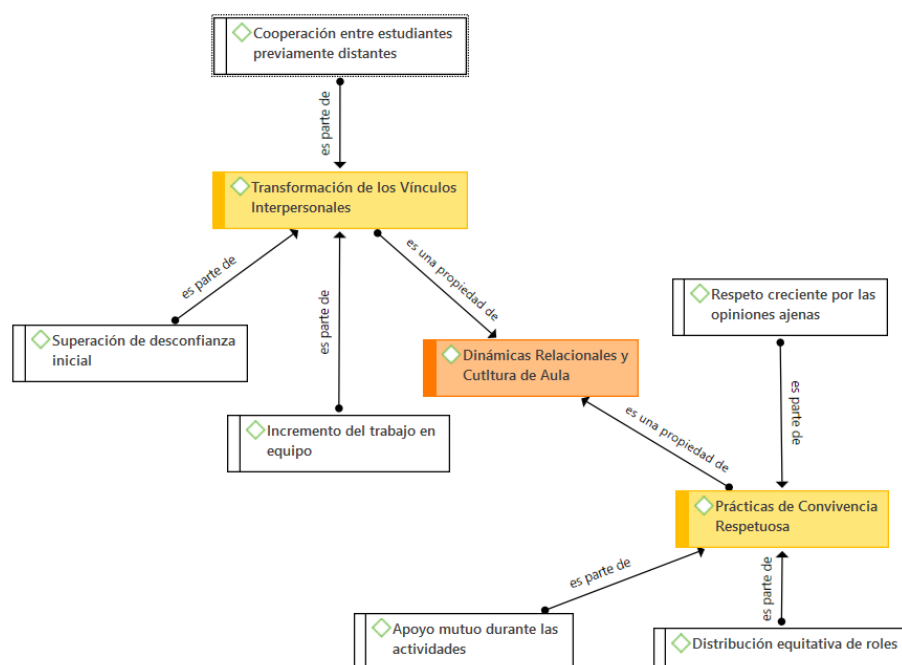 Cooperación entre estudiantes
previamente distantes
es parte de
Transformación de los Vínculos
Interpersonales
es parte de
es parte de
es una propiedad de
Superación de desconfianza
inicial
Incremento del trabajo en
equipo
Dinámicas Relacionales y
Cutltura de Aula
Respeto creciente por las
opiniones ajenas
es parte de
es una propiedad de
Prácticas de Convivencia
Respetuosa
es parte de
es parte de
Apoyo mutuo durante las
actividades
Distribución equitativa de roles